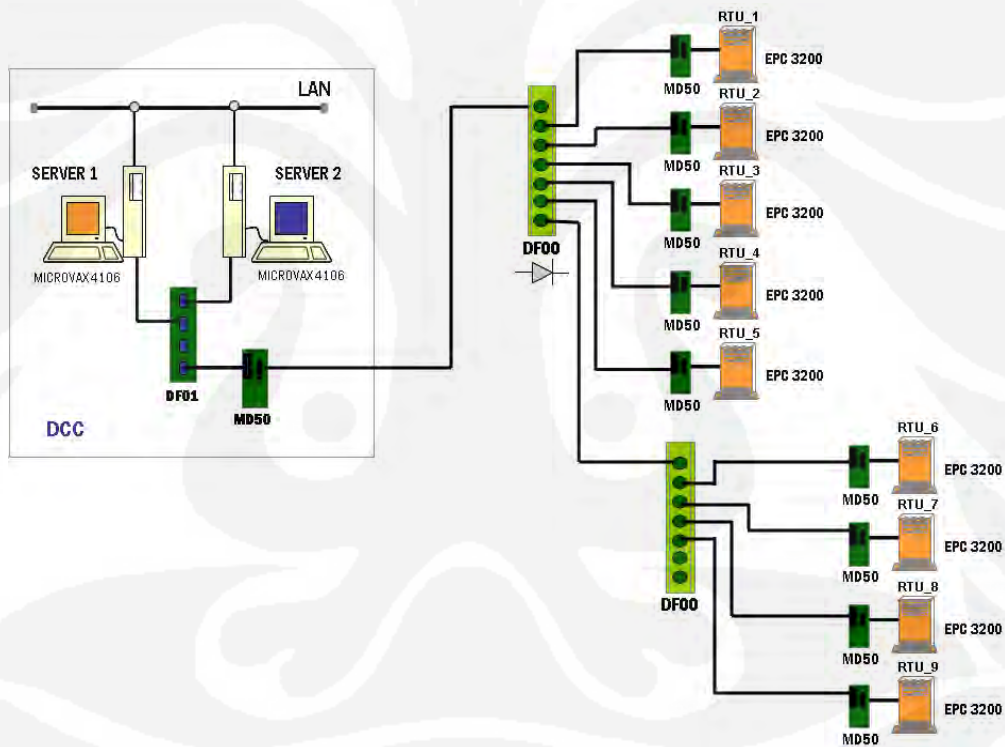 LAN
SERVER 1
SERVER 2
MICROVAX4106
MICROVAX4106
DF01
MD50
DCC
DF00
RTU_1
MD50
EPC 3200
RTU_2
MD50
EPC 3200
RTU_3
MD50
EPC 3200
RTU_4
MD50
EPC 3200
RTU_5
MD50
EPC 3200
DF00
RTU_6
MD50
EPC 3200
RTU_7
MD50
EPC 3200
RTU_8
MD50
EPC 3200
RTU_9
MD50
EPC 3200